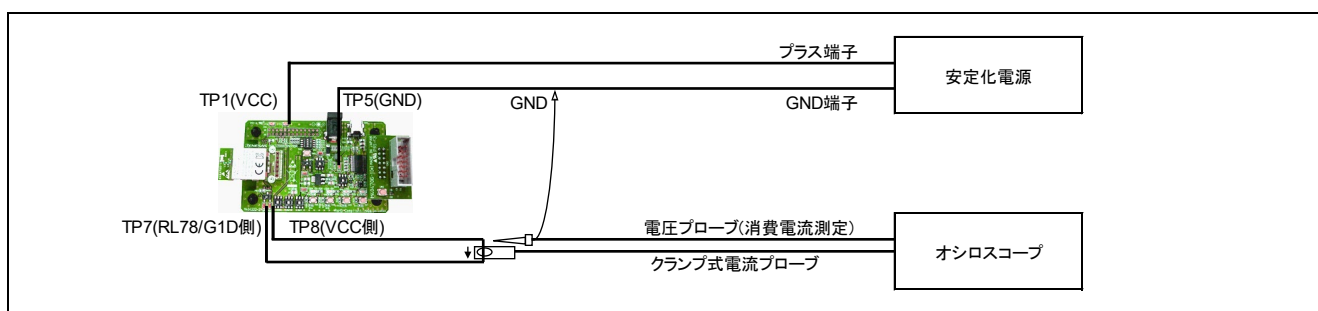 プラス端子
安定化電源
TP1(VCC)
TP5(GND)
GND
GND端子
TP7(RL78/G1D側)
TP8(VCC側)
電圧プローブ(消費電流測定)
クランプ式電流プローブ
オシロスコープ